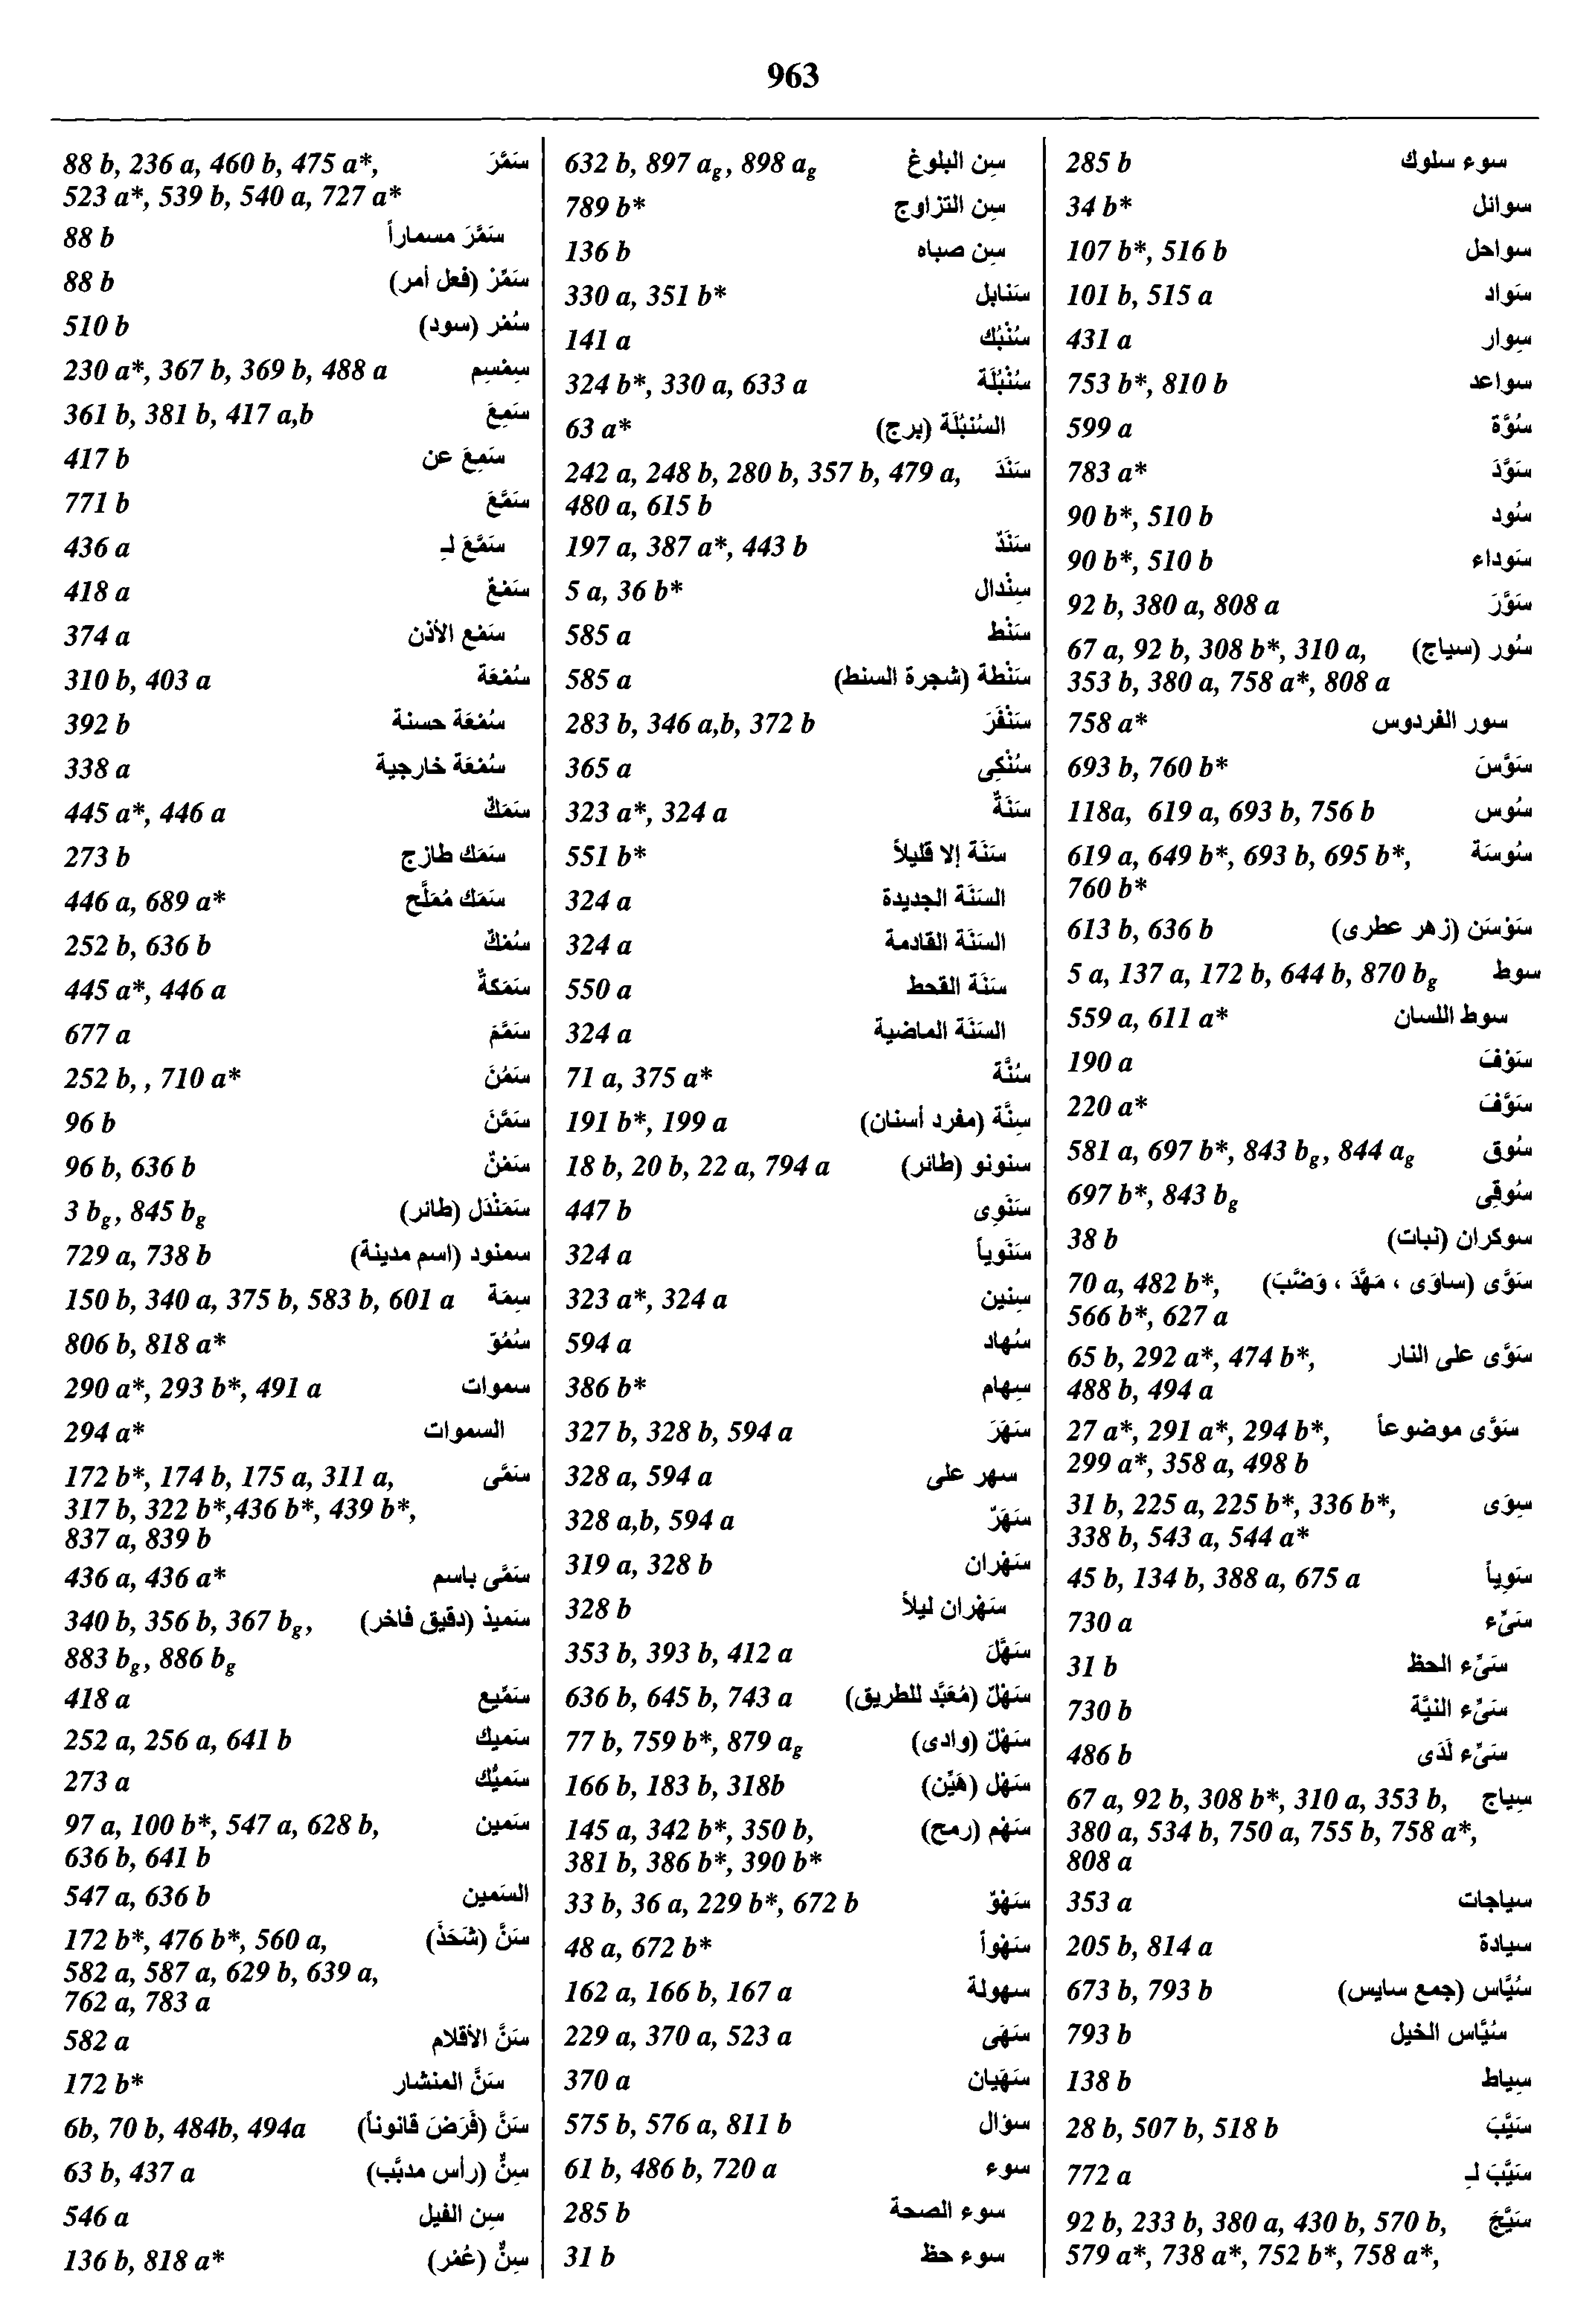 963
88 b, 236 a, 460 b, 475 a*, سَمَّرَ
523 a*, 539 b, 540 a, 727 a*
88 b سَمَّرَ مسماراً
88 b سَمِّرْ (فعل أمر)
510 b سُمْر (سود)
230 a*, 367 b, 369 b, 488 a سِمْسِم
361 b, 381 b, 417 a,b سَمِعَ
417 b سَمِعَ عن
771 b سَمَّعَ
436 a سَمَّعَ لـِ
418 a سَمْعٌ
374 a سَمْع الأذن
310 b, 403 a سُمْعَة
392 b سُمْعَة حسنة
338 a سُمْعَة خارجية
445 a*, 446 a سَمَكٌ
273 b سَمَك طازج
446 a, 689 a* سَمَك مُمَلَّح
252 b, 636 b سُمْكٌ
445 a*, 446 a سَمَكةٌ
677 a سَمَّمَ
252 b, , 710 a* سَمُنَ
96 b سَمَّنَ
96 b, 636 b سَمْنٌ
3 bg, 845 bg سَمَنْدَل (طائر)
729 a, 738 b سمنود (اسم مدينة)
150 b, 340 a, 375 b, 583 b, 601 a سِمَة
806 b, 818 a* سُمُوّ
290 a*, 293 b*, 491 a سموات
294 a* السموات
172 b*, 174 b, 175 a, 311 a, سَمَّى
317 b, 322 b*,436 b*, 439 b*,
837 a, 839 b
436 a, 436 a* سَمَّى باسم
340 b, 356 b, 367 bg, سَميذ (دقيق فاخر)
883 bg, 886 bg
418 a سَمِّيع
252 a, 256 a, 641 b سَميك
273 a سَميَّك
97 a, 100 b*, 547 a, 628 b, سَمين
636 b, 641 b
547 a, 636 b السَمين
172 b*, 476 b*, 560 a, سَنَّ (شَحَذَ)
582 a, 587 a, 629 b, 639 a,
762 a, 783 a
582 a سَنَّ الأقلام
172 b* سَنَّ المنشار
6b, 70 b, 484b, 494a سَنَّ (فَرَضَ قانوناً)
63 b, 437 a سِنٌّ (رأس مدبَّب)
546 a سِن الفيل
136 b, 818 a* سِنٌّ (عُمْر)
632 b, 897 ag, 898 ag سِن البلوغ
789 b* سِن التزاوج
136 b سِن صباه
330 a, 351 b* سَنابل
141 a سُنْبُك
324 b*, 330 a, 633 a سُنْبُلَة
63 a* السُنبُلَة (برج)
242 a, 248 b, 280 b, 357 b, 479 a, سَنَدَ
480 a, 615 b
197 a, 387 a*, 443 b سَنَدٌ
5 a, 36 b* سِنْدال
585 a سَنْط
585 a سَنْطة (شجرة السنط)
283 b, 346 a,b, 372 b سَنْفَرَ
365 a سُنْكى
323 a*, 324 a سَنَةٌ
551 b* سَنَة إلا قليلاً
324 a السَنَة الجديدة
324 a السَنَة القادمة
550 a سَنَة القحط
324 a السَنَة الماضية
71 a, 375 a* سُنَّة
191 b*, 199 a سِنَّة (مفرد أسنان)
18 b, 20 b, 22 a, 794 a سنونو (طائر)
447 b سَنَوِى
324 a سَنَوياً
323 a*, 324 a سِنين
594 a سُهاد
386 b* سِهام
327 b, 328 b, 594 a سَهَرَ
328 a, 594 a سهر على
328 a,b, 594 a سَهَرٌ
319 a, 328 b سَهْران
328 b سَهْران ليلاً
353 b, 393 b, 412 a سَهَّلَ
636 b, 645 b, 743 a سَهْلٌ (مُعَبَّد للطريق)
77 b, 759 b*, 879 ag سَهْلٌ (وادى)
166 b, 183 b, 318b سَهْل (هَيِّن)
145 a, 342 b*, 350 b, سَهْم (رمح)
381 b, 386 b*, 390 b*
33 b, 36 a, 229 b*, 672 b سَهْوٌ
48 a, 672 b* سَهْواً
162 a, 166 b, 167 a سهولة
229 a, 370 a, 523 a سَهَى
370 a سَهَيان
575 b, 576 a, 811 b سؤال
61 b, 486 b, 720 a سوء
285 b سوء الصحة
31 b سوء حظ
285 b سوء سلوك
34 b* سوائل
107 b*, 516 b سواحل
101 b, 515 a سَواد
431 a سِوار
753 b*, 810 b سواعد
599 a سُوَّة
783 a* سَوَّدَ
90 b*, 510 b سُود
90 b*, 510 b سَوداء
92 b, 380 a, 808 a سَوَّرَ
67 a, 92 b, 308 b*, 310 a, سُور (سياج)
353 b, 380 a, 758 a*, 808 a
758 a* سور الفردوس
693 b, 760 b* سَوَّسَ
118a, 619 a, 693 b, 756 b سُوس
619 a, 649 b*, 693 b, 695 b*, سُوسَة
760 b*
613 b, 636 b سَوْسَن (زهر عطرى)
5 a, 137 a, 172 b, 644 b, 870 bg سوط
559 a, 611 a* سوط اللسان
190 a سَوْفَ
220 a* سَوَّفَ
581 a, 697 b*, 843 bg, 844 ag سُوق
697 b*, 843 bg سُوقِى
38 b سوكران (نبات)
70 a, 482 b*, سَوَّى (ساوَى ، مَهَّدَ ، وَضَّبَ)
566 b*, 627 a
65 b, 292 a*, 474 b*, سَوَّى على النار
488 b, 494 a
27 a*, 291 a*, 294 b*, سَوَّى موضوعاً
299 a*, 358 a, 498 b
31 b, 225 a, 225 b*, 336 b*, سِوَى
338 b, 543 a, 544 a*
45 b, 134 b, 388 a, 675 a سَوِياً
730 a سَىِّء
31 b سَىِّء الحظ
730 b سَىِّء النيَّة
486 b سَىِّء لَدَى
67 a, 92 b, 308 b*, 310 a, 353 b, سِياج
380 a, 534 b, 750 a, 755 b, 758 a*,
808 a
353 a سياجات
205 b, 814 a سيادة
673 b, 793 b سُيَّاس (جمع سايس)
793 b سُيَّاس الخيل
138 b سِياط
28 b, 507 b, 518 b سَيَّبَ
772 a سَيَّبَ لـِ
92 b, 233 b, 380 a, 430 b, 570 b, سَيَّجَ
579 a*, 738 a*, 752 b*, 758 a*,